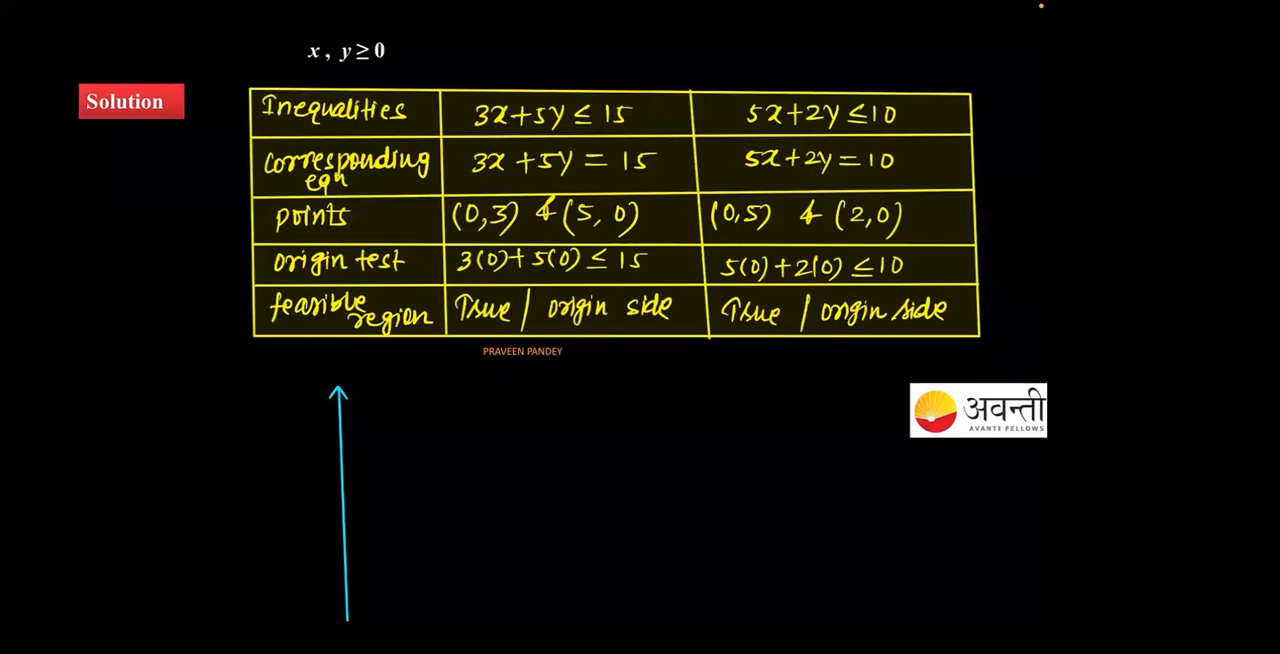 x , y ≥ 0
Solution
Inequalities 3x+5y ≤ 15 5x+2y ≤ 10
corresponding eqn 3x+5y = 15 5x+2y = 10
points (0,3) & (5,0) (0,5) & (2,0)
origin test 3(0)+5(0) ≤ 15 5(0)+2(0) ≤ 10
feasible region True / origin side True / origin side
PRAVEEN PANDEY
अवन्ती
AVANTI FELLOWS